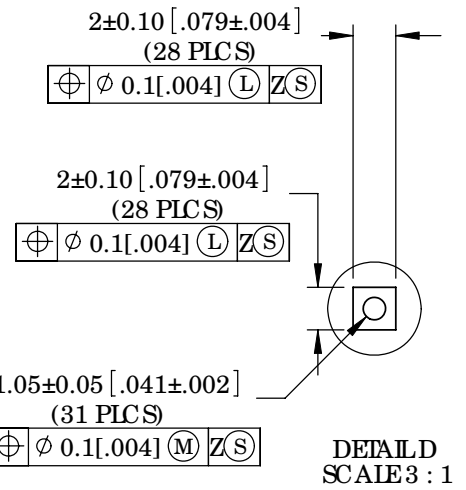 2±0.10 [.079±.004]
(28 PLCS)
⌖ ⌀ 0.1[.004] Ⓛ Z Ⓢ
2±0.10 [.079±.004]
(28 PLCS)
⌖ ⌀ 0.1[.004] Ⓛ Z Ⓢ
1.05±0.05 [.041±.002]
(31 PLCS)
⌖ ⌀ 0.1[.004] Ⓜ Z Ⓢ
DETAIL D
SCALE 3 : 1